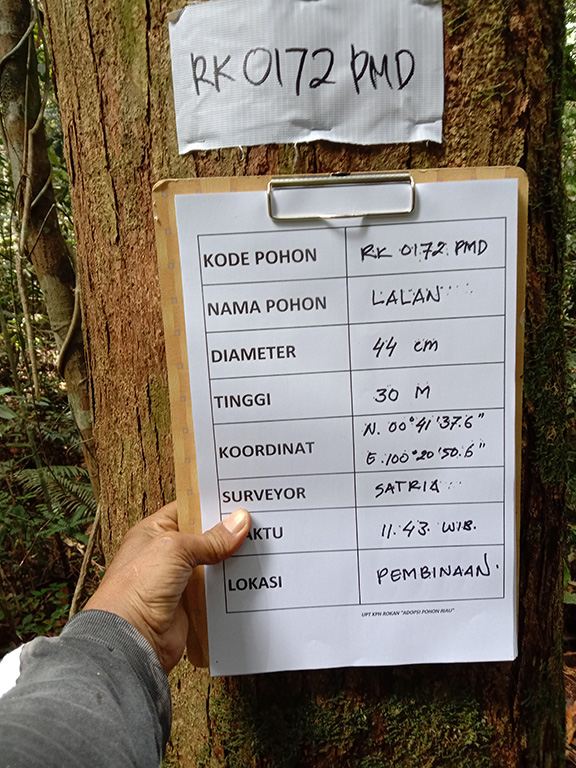 RK 0172 PMD
KODE POHON RK 0172 PMD
NAMA POHON LALAN
DIAMETER 44 cm
TINGGI 30 M
KOORDINAT N. 00°41'37.6"
E. 100°20'50.6"
SURVEYOR SATRIA
AKTU 11.43. WIB.
LOKASI PEMBINAAN.
UPT KPH ROKAN "ADOPSI POHON RIAU"